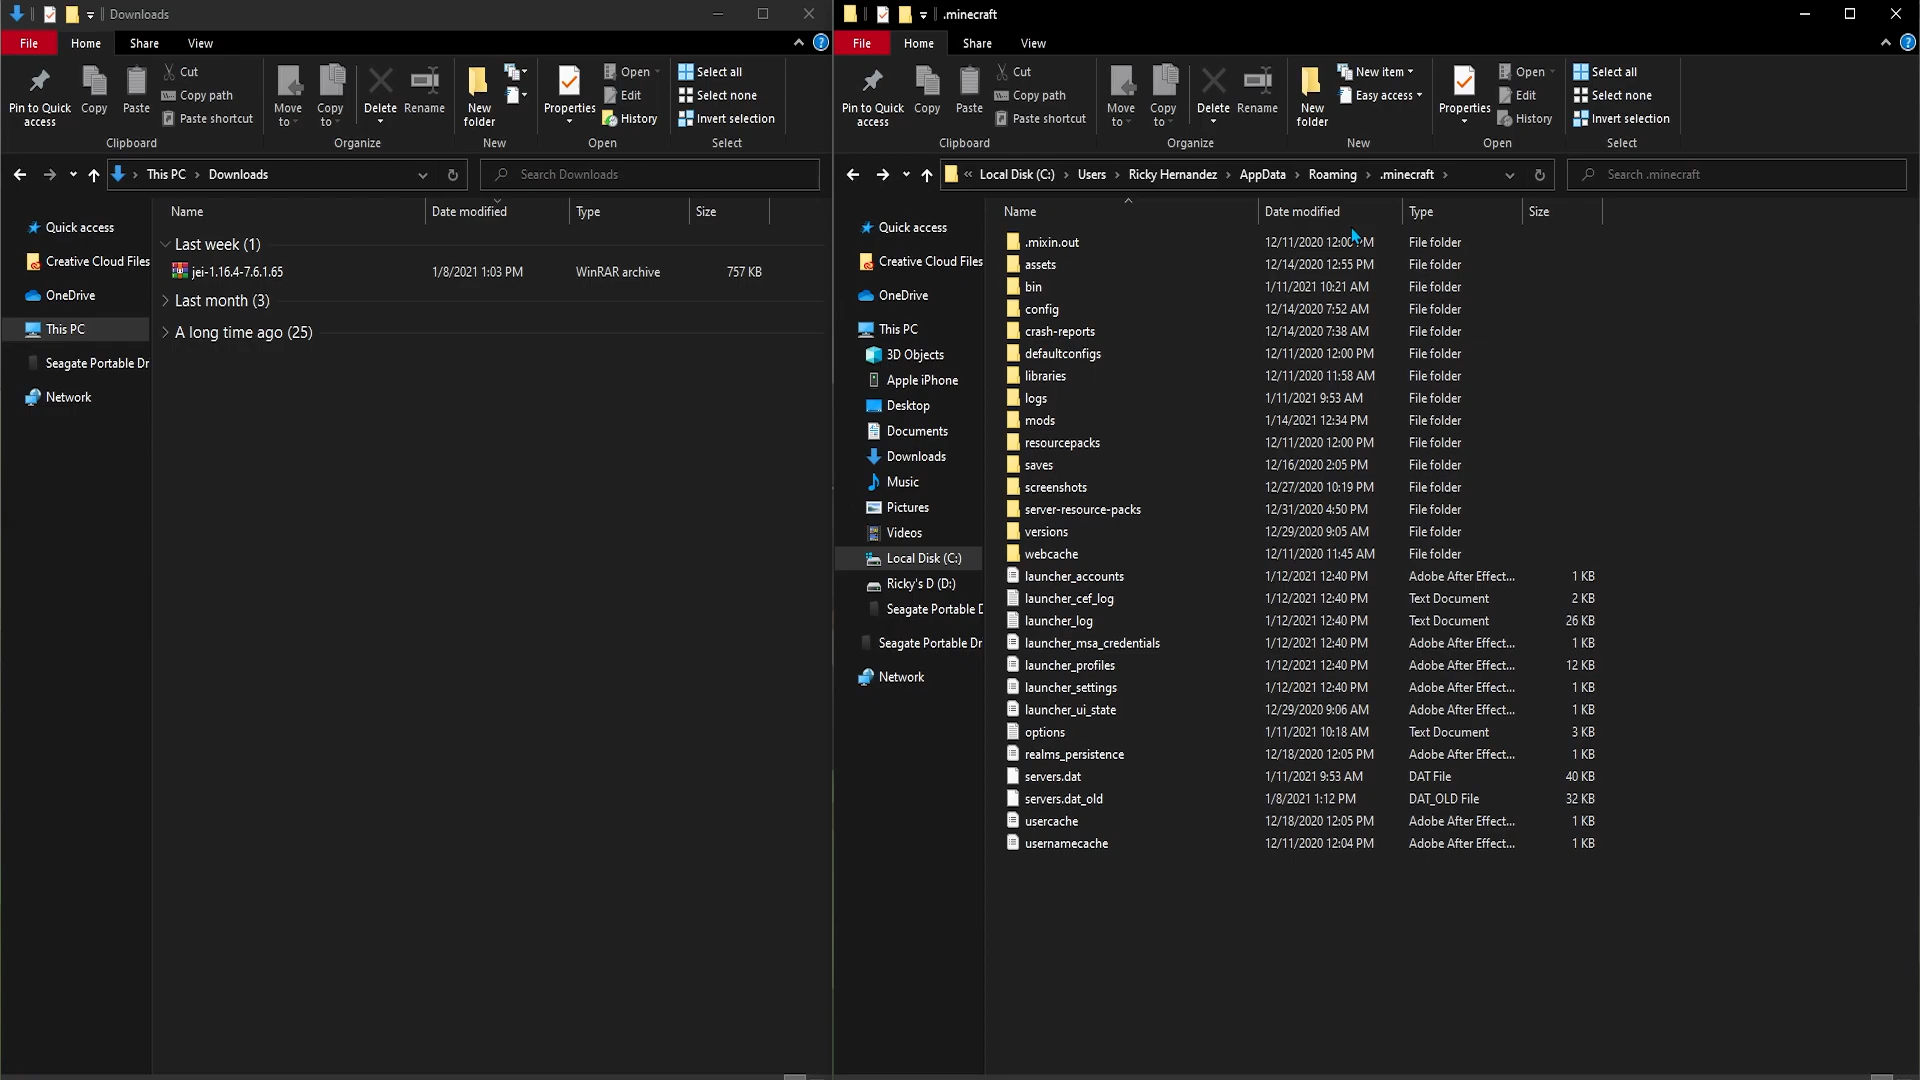 Downloads
File Home Share View
Pin to Quick access
Copy
Paste
Cut
Copy path
Paste shortcut
Clipboard
Move to
Copy to
Delete
Rename
Organize
New folder
New
Properties
Open
Edit
History
Open
Select all
Select none
Invert selection
Select
This PC Downloads
Search Downloads
Quick access
Creative Cloud Files
OneDrive
This PC
Seagate Portable Dr
Network
Name Date modified Type Size
Last week (1)
jei-1.16.4-7.6.1.65 1/8/2021 1:03 PM WinRAR archive 757 KB
Last month (3)
A long time ago (25)
.minecraft
File Home Share View
Pin to Quick access
Copy
Paste
Cut
Copy path
Paste shortcut
Clipboard
Move to
Copy to
Delete
Rename
Organize
New folder
New item
Easy access
New
Properties
Open
Edit
History
Open
Select all
Select none
Invert selection
Select
« Local Disk (C:) Users Ricky Hernandez AppData Roaming .minecraft
Search .minecraft
Quick access
Creative Cloud Files
OneDrive
This PC
3D Objects
Apple iPhone
Desktop
Documents
Downloads
Music
Pictures
Videos
Local Disk (C:)
Ricky's D (D:)
Seagate Portable D
Seagate Portable Dr
Network
Name Date modified Type Size
.mixin.out 12/11/2020 12:00 PM File folder
assets 12/14/2020 12:55 PM File folder
bin 1/11/2021 10:21 AM File folder
config 12/14/2020 7:52 AM File folder
crash-reports 12/14/2020 7:38 AM File folder
defaultconfigs 12/11/2020 12:00 PM File folder
libraries 12/11/2020 11:58 AM File folder
logs 1/11/2021 9:53 AM File folder
mods 1/14/2021 12:34 PM File folder
resourcepacks 12/11/2020 12:00 PM File folder
saves 12/16/2020 2:05 PM File folder
screenshots 12/27/2020 10:19 PM File folder
server-resource-packs 12/31/2020 4:50 PM File folder
versions 12/29/2020 9:05 AM File folder
webcache 12/11/2020 11:45 AM File folder
launcher_accounts 1/12/2021 12:40 PM Adobe After Effect... 1 KB
launcher_cef_log 1/12/2021 12:40 PM Text Document 2 KB
launcher_log 1/12/2021 12:40 PM Text Document 26 KB
launcher_msa_credentials 1/12/2021 12:40 PM Adobe After Effect... 1 KB
launcher_profiles 1/12/2021 12:40 PM Adobe After Effect... 12 KB
launcher_settings 1/12/2021 12:40 PM Adobe After Effect... 1 KB
launcher_ui_state 12/29/2020 9:06 AM Adobe After Effect... 1 KB
options 1/11/2021 10:18 AM Text Document 3 KB
realms_persistence 12/18/2020 12:05 PM Adobe After Effect... 1 KB
servers.dat 1/11/2021 9:53 AM DAT File 40 KB
servers.dat_old 1/8/2021 1:12 PM DAT_OLD File 32 KB
usercache 12/18/2020 12:05 PM Adobe After Effect... 1 KB
usernamecache 12/11/2020 12:04 PM Adobe After Effect... 1 KB